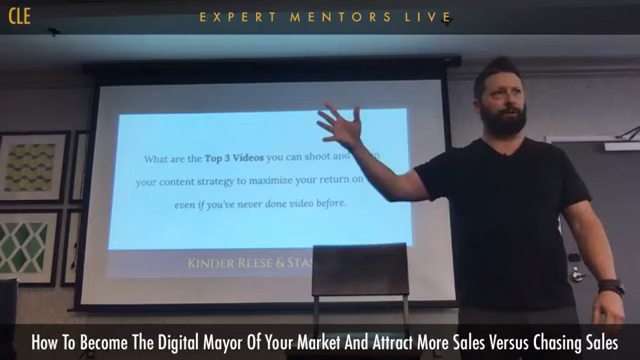 CLE
EXPERT MENTORS LIVE
What are the Top 3 Videos you can shoot and
your content strategy to maximize your return on
even if you've never done video before.
KINDER REESE &
How To Become The Digital Mayor Of Your Market And Attract More Sales Versus Chasing Sales